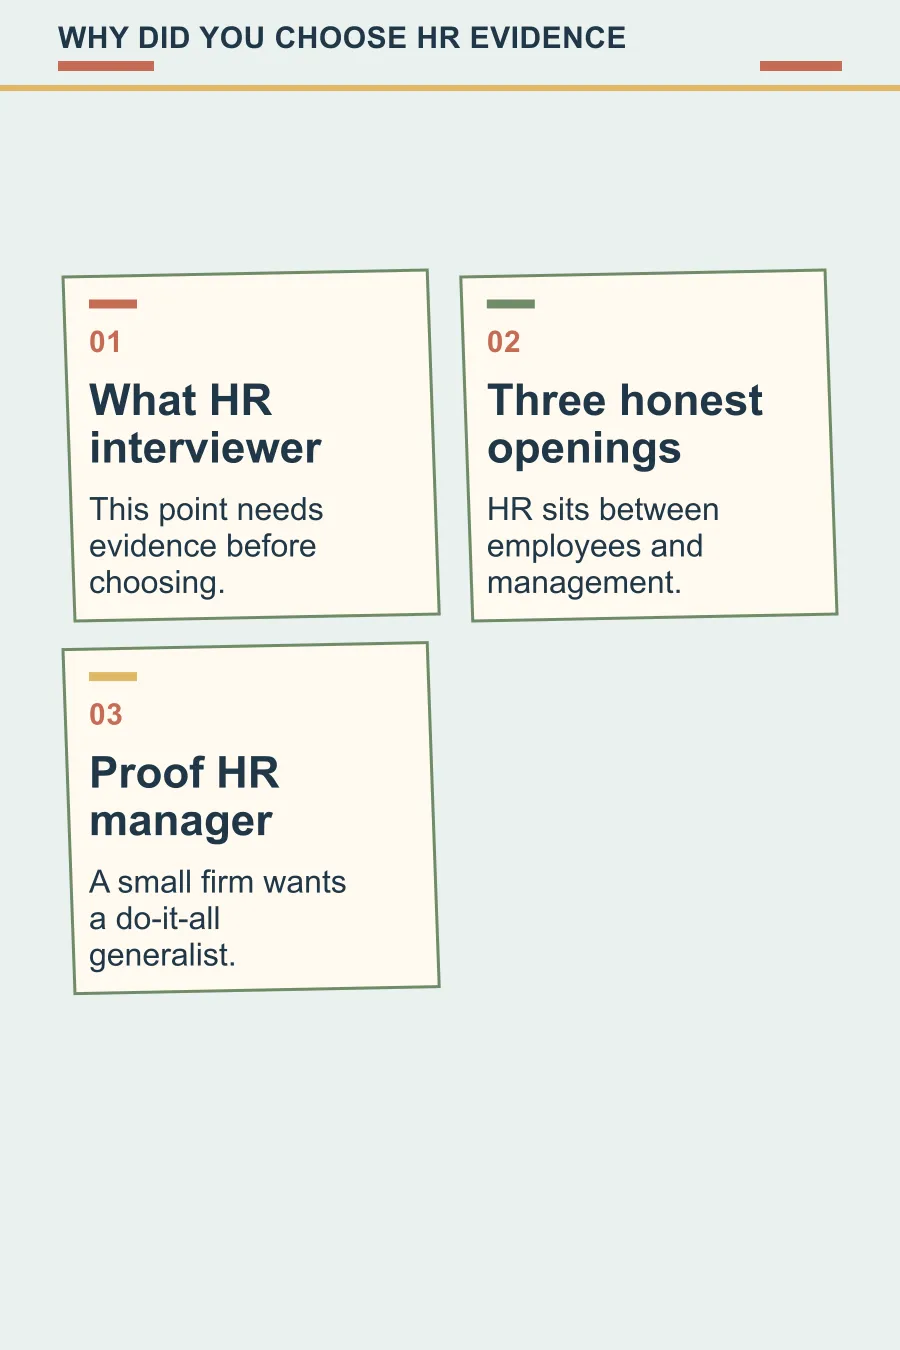 WHY DID YOU CHOOSE HR EVIDENCE
01
What HR
interviewer
This point needs
evidence before
choosing.
02
Three honest
openings
HR sits between
employees and
management.
03
Proof HR
manager
A small firm wants
a do-it-all
generalist.